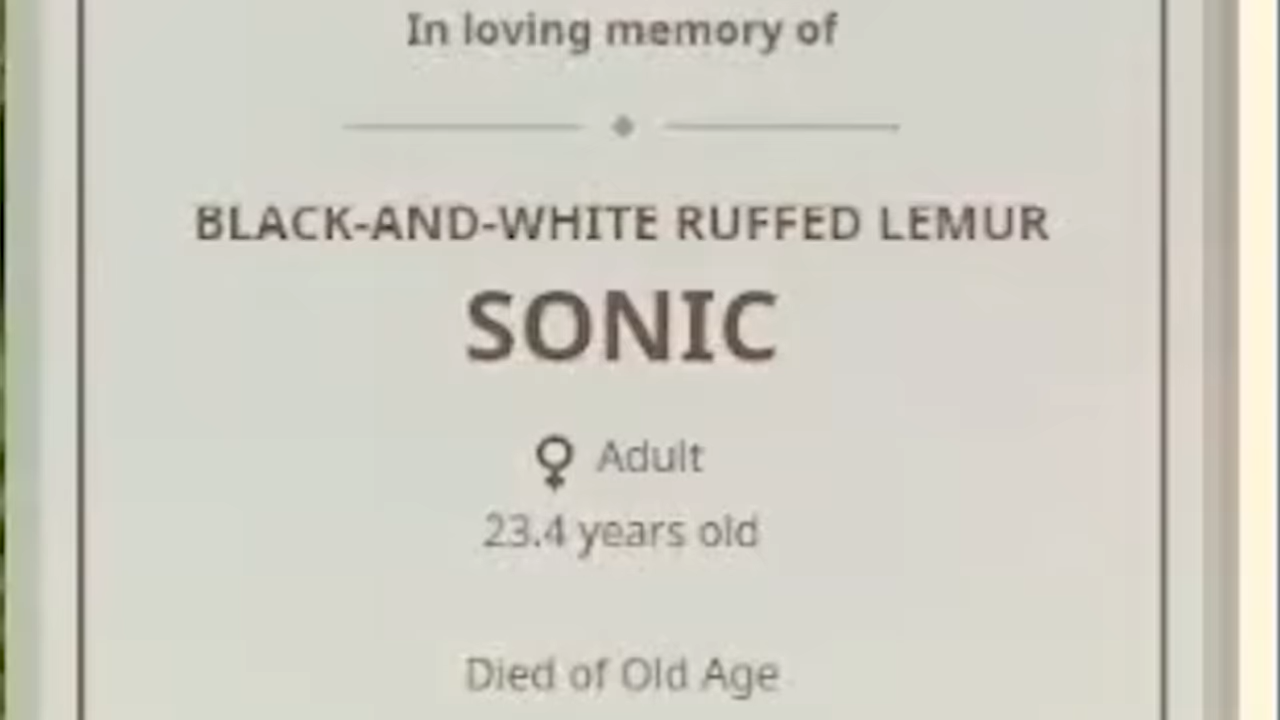 In loving memory of
BLACK-AND-WHITE RUFFED LEMUR
SONIC
♀ Adult
23.4 years old
Died of Old Age